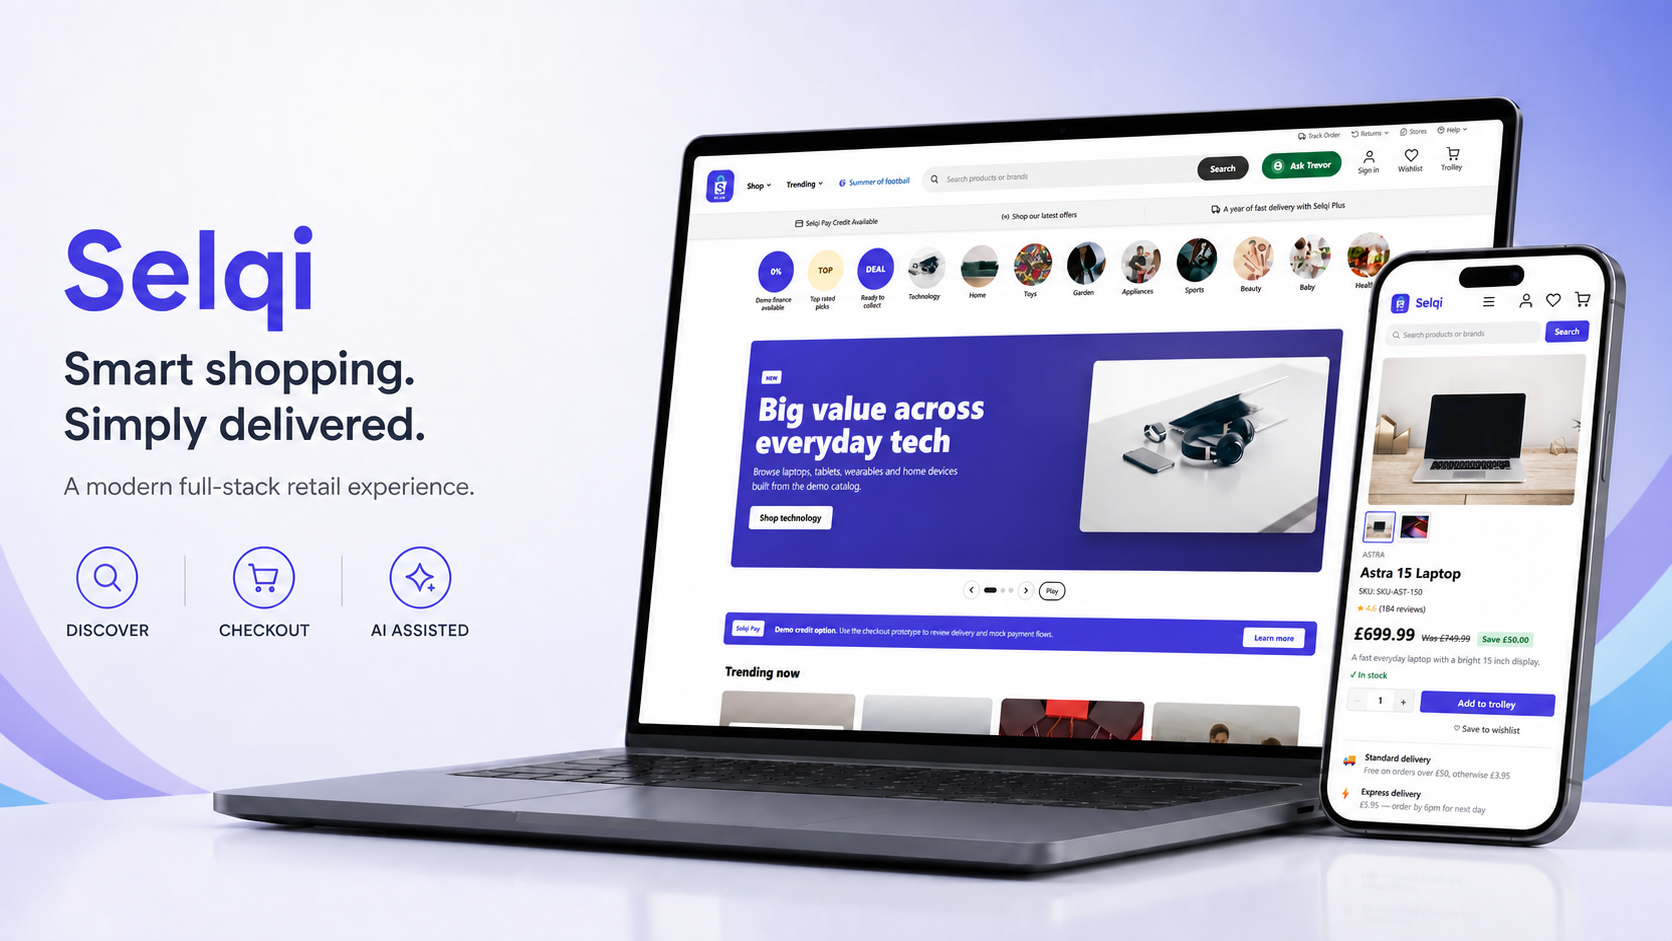 Selqi
Smart shopping.
Simply delivered.
A modern full-stack retail experience.
DISCOVER
CHECKOUT
AI ASSISTED
Track Order
Returns
Stores
Help
Shop
Trending
Summer of football
Search products or brands
Search
Ask Trevor
Sign in
Wishlist
Trolley
Selqi Pay Credit Available
Shop our latest offers
A year of fast delivery with Selqi Plus
0%
TOP
DEAL
Demo finance
available
Top rated
picks
Ready to
collect
Technology
Home
Toys
Garden
Appliances
Sports
Beauty
Baby
Healt
NEW
Big value across
everyday tech
Browse laptops, tablets, wearables and home devices
built from the demo catalog.
Shop technology
Play
Selqi Pay
Demo credit option. Use the checkout prototype to review delivery and mock payment flows.
Learn more
Trending now
Selqi
Search products or brands
Search
ASTRA
Astra 15 Laptop
SKU: SKU-AST-150
★ 4.6 (184 reviews)
£699.99 Was £749.99 Save £50.00
A fast everyday laptop with a bright 15 inch display.
✓ In stock
− 1 +
Add to trolley
♡ Save to wishlist
Standard delivery
Free on orders over £50, otherwise £3.95
Express delivery
£5.95 — order by 6pm for next day